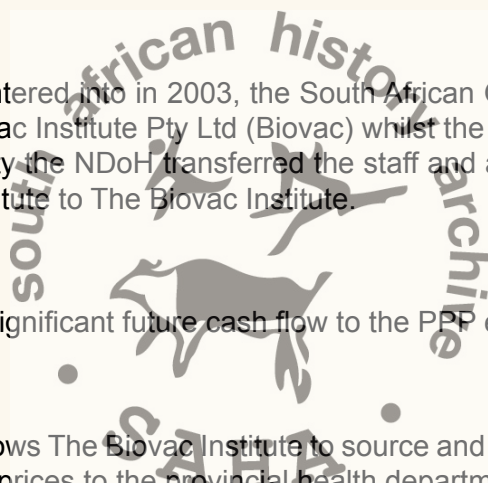 south african history archive
ntered into in 2003, the South African
ac Institute Pty Ltd (Biovac) whilst the
ty the NDoH transferred the staff and a
tute to The Biovac Institute.
ignificant future cash flow to the PPP
ows The Biovac Institute to source and
prices to the provincial health departm
SAHA